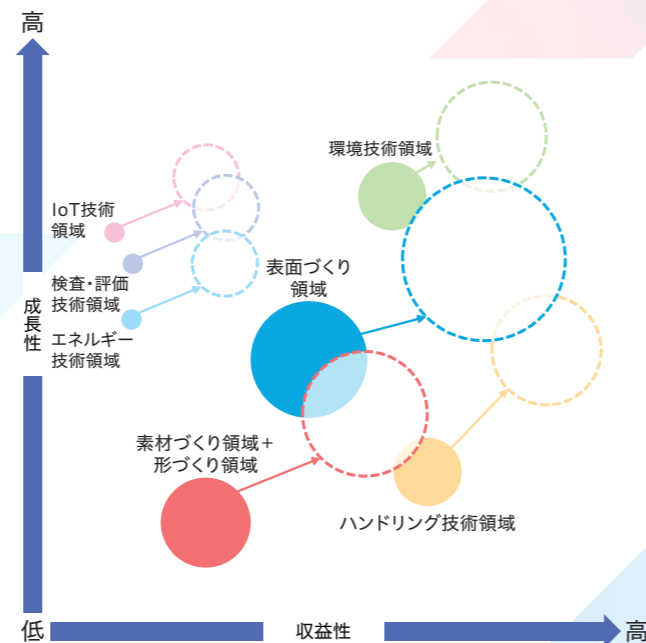 高
環境技術領域
IoT技術
領域
検査・評価
技術領域
エネルギー
技術領域
成長性
表面づくり
領域
素材づくり領域+
形づくり領域
ハンドリング技術領域
低
収益性
高